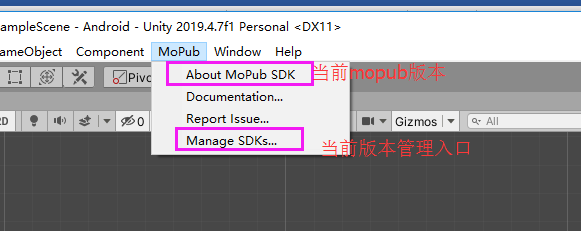 ampleScene - Android - Unity 2019.4.7f1 Personal <DX11>
ameObject Component MoPub Window Help
Pivo
About MoPub SDK 当前mopub版本
Documentation...
2D 0 Gizmos All
Report Issue...
Manage SDKs... 当前版本管理入口